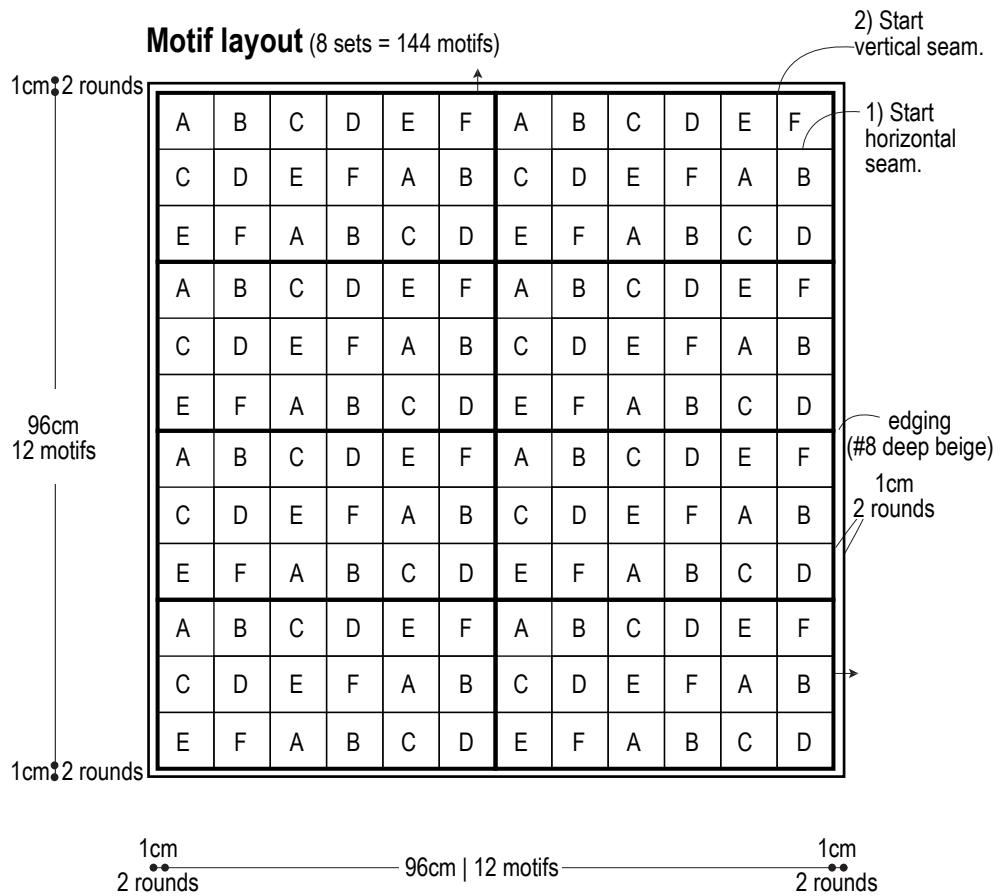 Motif layout (8 sets = 144 motifs)
2) Start
vertical seam.
1cm 2 rounds
1) Start
horizontal
seam.
A B C D E F A B C D E F
C D E F A B C D E F A B
E F A B C D E F A B C D
A B C D E F A B C D E F
C D E F A B C D E F A B
E F A B C D E F A B C D
96cm
12 motifs
edging
(#8 deep beige)
1cm
2 rounds
A B C D E F A B C D E F
C D E F A B C D E F A B
E F A B C D E F A B C D
A B C D E F A B C D E F
C D E F A B C D E F A B
E F A B C D E F A B C D
1cm 2 rounds
1cm
2 rounds
96cm | 12 motifs
1cm
2 rounds